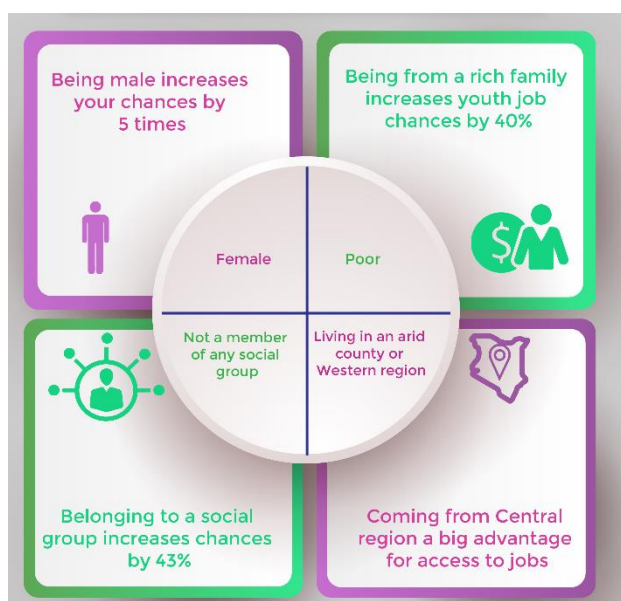 Being male increases
your chances by
5 times
Being from a rich family
increases youth job
chances by 40%
$
Female
Poor
Not a member
of any social
group
Living in an arid
county or
Western region
Belonging to a social
group increases chances
by 43%
Coming from Central
region a big advantage
for access to jobs